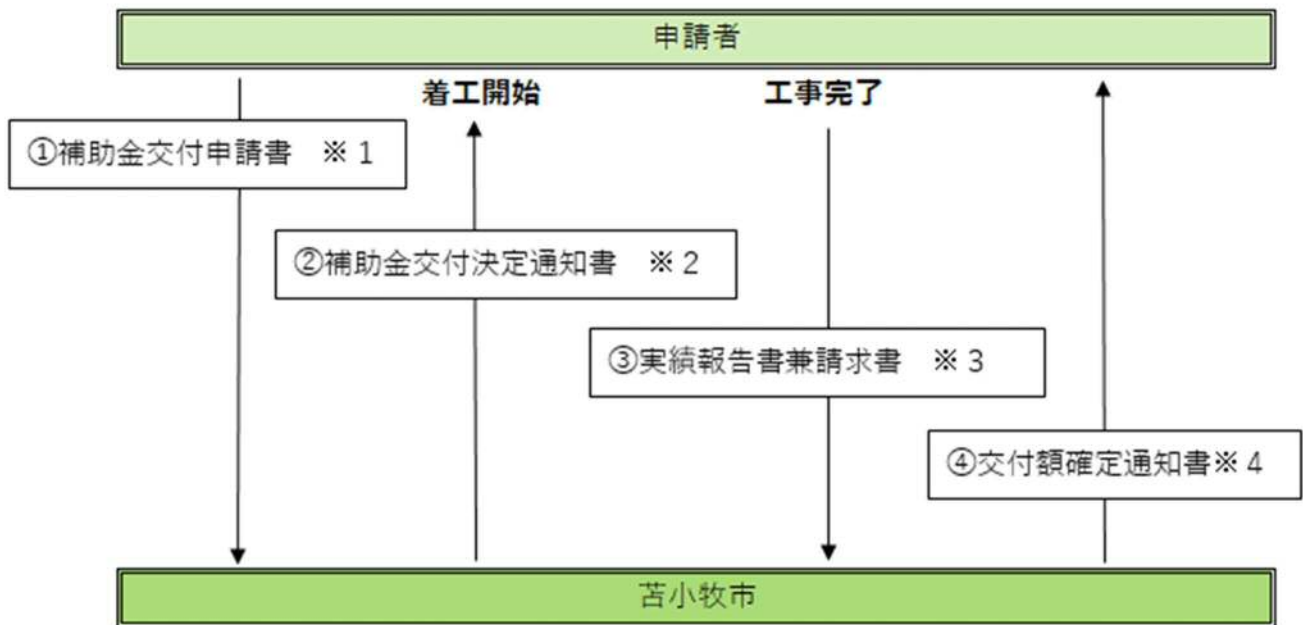 申請者
着工開始
工事完了
①補助金交付申請書　※１
②補助金交付決定通知書　※２
③実績報告書兼請求書　※３
④交付額確定通知書※４
苫小牧市